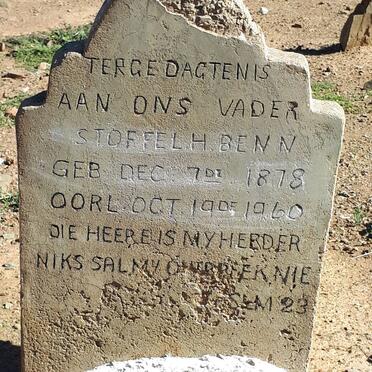 TERGEDAGTENIS
AAN ONS VADER
STOFFEL H. BENN
GEB DEC 7DE 1878
OORL OCT 19DE 1960
DIE HEERE IS MY HERDER
NIKS SAL MY ONTBREEK NIE
PSLM 23